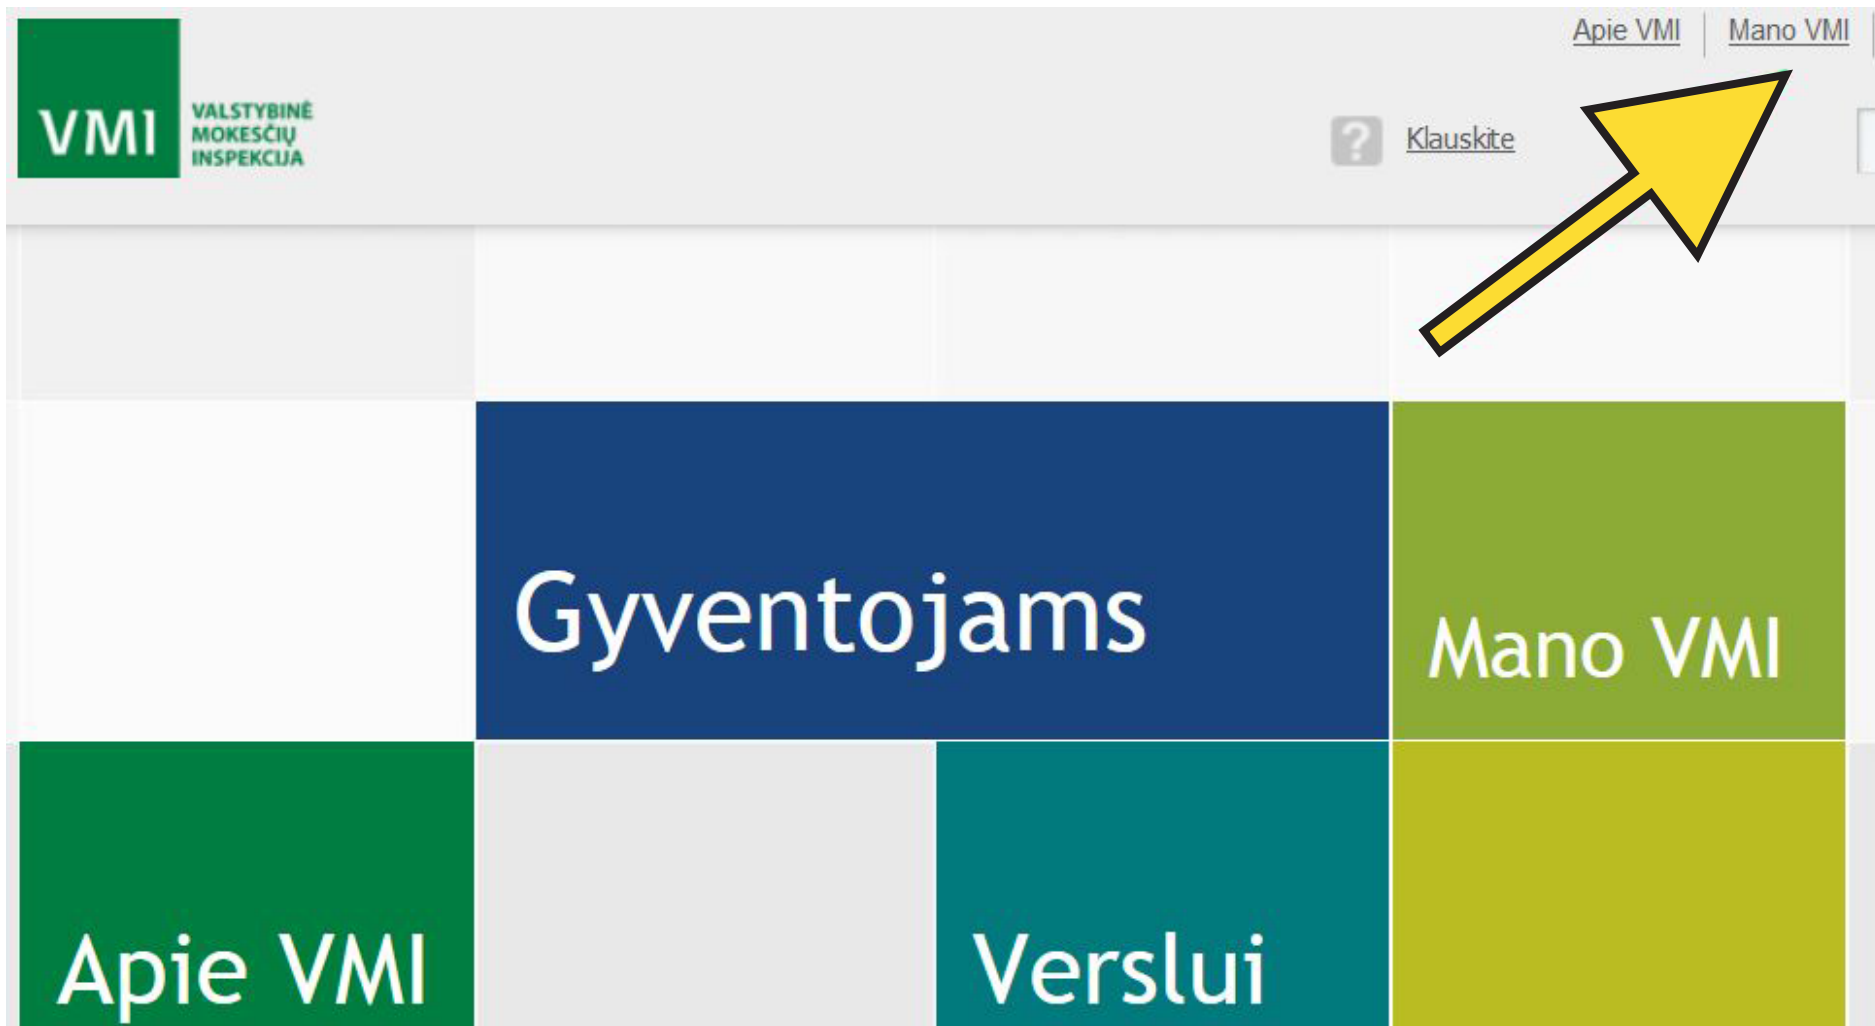 Apie VMI
Mano VMI
VMI
VALSTYBINĖ
MOKESČIŲ
INSPEKCIJA
?
Klauskite
Gyventojams
Mano VMI
Apie VMI
Verslui